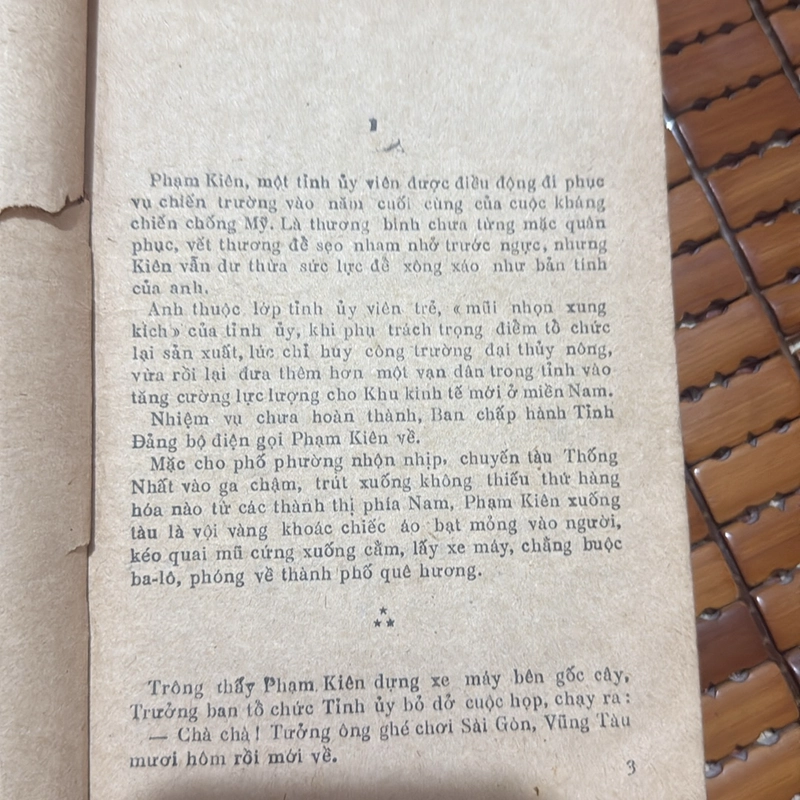 I
Phạm Kiên, một tỉnh ủy viên được điều động đi phục
vụ chiến trường vào năm cuối cùng của cuộc kháng
chiến chống Mỹ. Là thương binh chưa từng mặc quân
phục, vết thương để sẹo nham nhở trước ngực, nhưng
Kiên vẫn dư thừa sức lực để xông xáo như bản tính
của anh.
Anh thuộc lớp tỉnh ủy viên trẻ, «mũi nhọn xung
kích» của tỉnh ủy, khi phụ trách trọng điểm tổ chức
lại sản xuất, lúc chỉ huy công trường đại thủy nông,
vừa rồi lại đưa thêm hơn một vạn dân trong tỉnh vào
tăng cường lực lượng cho Khu kinh tế mới ở miền Nam.
Nhiệm vụ chưa hoàn thành, Ban chấp hành Tỉnh
Đảng bộ điện gọi Phạm Kiên về.
Mặc cho phố phường nhộn nhịp, chuyến tàu Thống
Nhất vào ga chậm, trút xuống không thiếu thứ hàng
hóa nào từ các thành thị phía Nam, Phạm Kiên xuống
tàu là vội vàng khoác chiếc áo bạt mỏng vào người,
kéo quai mũ cứng xuống cằm, lấy xe máy, chằng buộc
ba-lô, phóng về thành phố quê hương.
★
★★
Trông thấy Phạm Kiên dựng xe máy bên gốc cây,
Trưởng ban tổ chức Tỉnh ủy bỏ dở cuộc họp, chạy ra:
— Chà chà! Tưởng ông ghé chơi Sài Gòn, Vũng Tàu
mươi hôm rồi mới về.
3